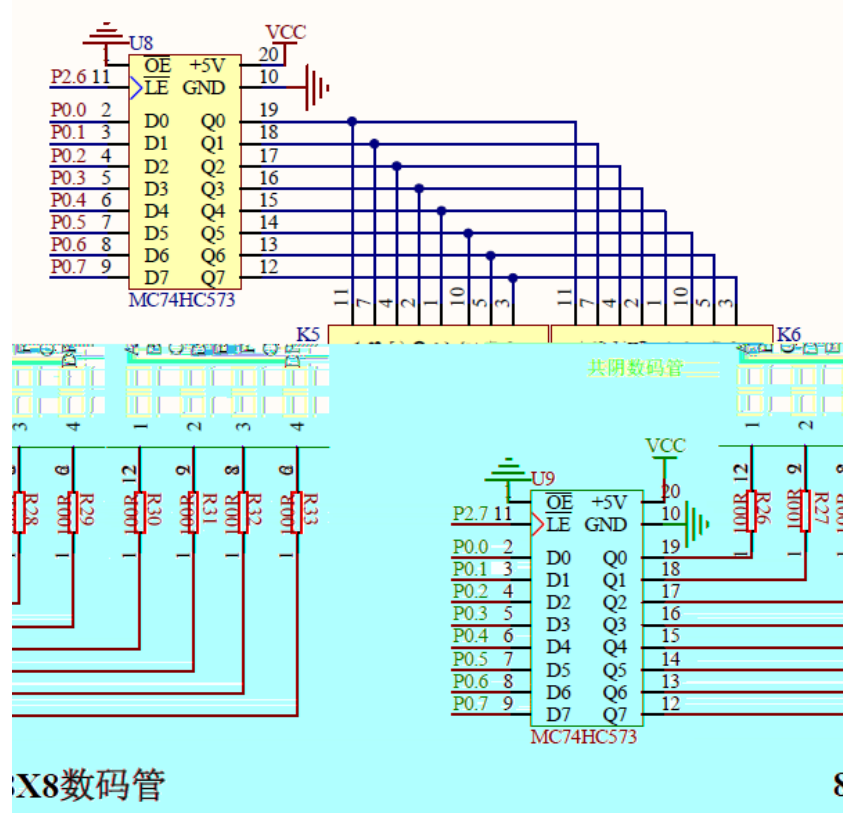 VCC
U8
OE +5V 20
P2.6 11 LE GND 10
P0.0 2 D0 Q0 19
P0.1 3 D1 Q1 18
P0.2 4 D2 Q2 17
P0.3 5 D3 Q3 16
P0.4 6 D4 Q4 15
P0.5 7 D5 Q5 14
P0.6 8 D6 Q6 13
P0.7 9 D7 Q7 12
MC74HC573
11 7 4 2 1 10 5 3 11 7 4 2 1 10 5 3
K5 K6
共阴数码管
3 4 1 2 3 4 1 2
R28 R29 R30 R31 R32 R33 R26 R27
VCC
U9
OE +5V 20
P2.7 11 LE GND 10
P0.0 2 D0 Q0 19
P0.1 3 D1 Q1 18
P0.2 4 D2 Q2 17
P0.3 5 D3 Q3 16
P0.4 6 D4 Q4 15
P0.5 7 D5 Q5 14
P0.6 8 D6 Q6 13
P0.7 9 D7 Q7 12
MC74HC573
X8数码管